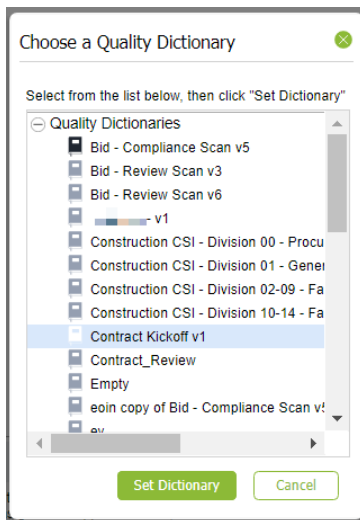 Choose a Quality Dictionary
Select from the list below, then click "Set Dictionary"
Quality Dictionaries
Bid - Compliance Scan v5
Bid - Review Scan v3
Bid - Review Scan v6
- v1
Construction CSI - Division 00 - Procu
Construction CSI - Division 01 - Gener
Construction CSI - Division 02-09 - Fa
Construction CSI - Division 10-14 - Fa
Contract Kickoff v1
Contract_Review
Empty
eoin copy of Bid - Compliance Scan v5
Set Dictionary
Cancel